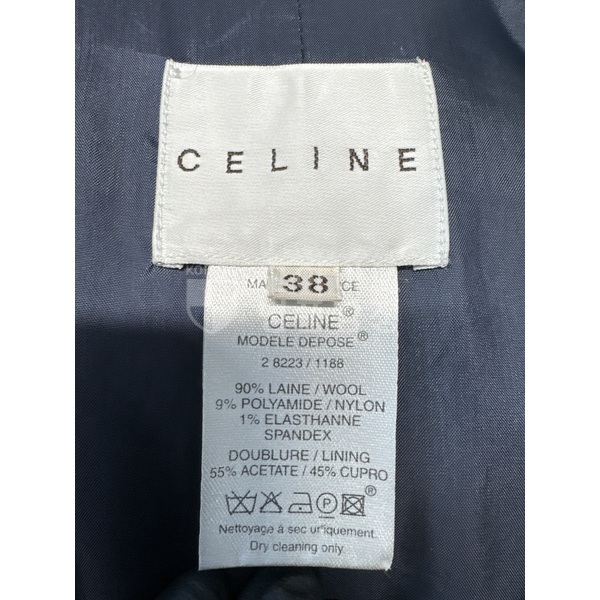 CELINE
38
CELINE®
MODELE DEPOSE®
2 8223 / 1188
90% LAINE / WOOL
9% POLYAMIDE / NYLON
1% ELASTHANNE
SPANDEX
DOUBLURE / LINING
55% ACETATE / 45% CUPRO
P
®
Nettoyage à sec uniquement.
Dry cleaning only.